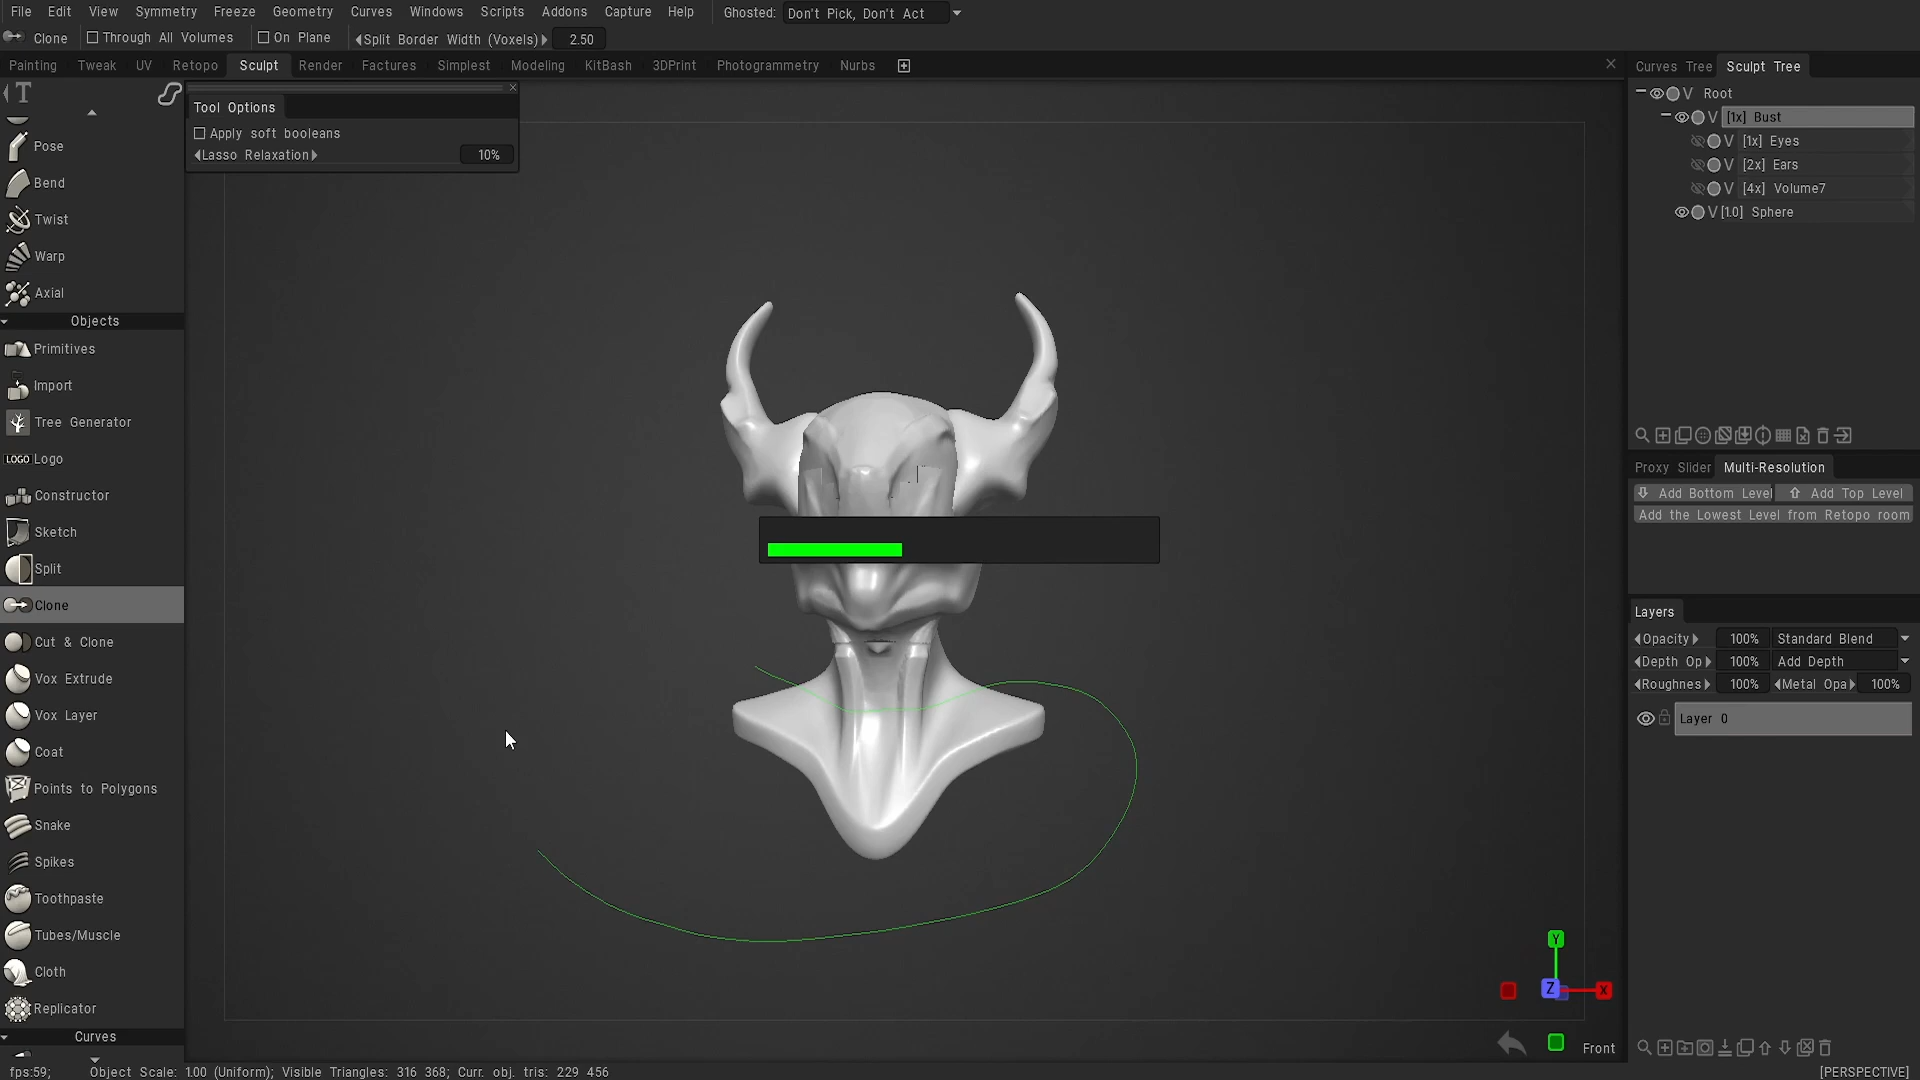 File Edit View Symmetry Freeze Geometry Curves Windows Scripts Addons Capture Help Ghosted: Don't Pick, Don't Act
Clone Through All Volumes On Plane Split Border Width (Voxels) 2.50
Painting Tweak UV Retopo Sculpt Render Factures Simplest Modeling KitBash 3DPrint Photogrammetry Nurbs
T
Pose
Bend
Twist
Warp
Axial
Objects
Primitives
Import
Tree Generator
LOGO Logo
Constructor
Sketch
Split
Clone
Cut & Clone
Vox Extrude
Vox Layer
Coat
Points to Polygons
Snake
Spikes
Toothpaste
Tubes/Muscle
Cloth
Replicator
Curves
Tool Options
Apply soft booleans
Lasso Relaxation 10%
Curves Tree Sculpt Tree
V Root
V [1x] Bust
V [1x] Eyes
V [2x] Ears
V [4x] Volume7
V [1.0] Sphere
Proxy Slider Multi-Resolution
Add Bottom Level Add Top Level
Add the Lowest Level from Retopo room
Layers
Opacity 100% Standard Blend
Depth Op 100% Add Depth
Roughnes 100% Metal Opa 100%
Layer 0
Y
Z X
Front
fps:59; Object Scale: 1.00 (Uniform); Visible Triangles: 316 368; Curr. obj. tris: 229 456 [PERSPECTIVE]